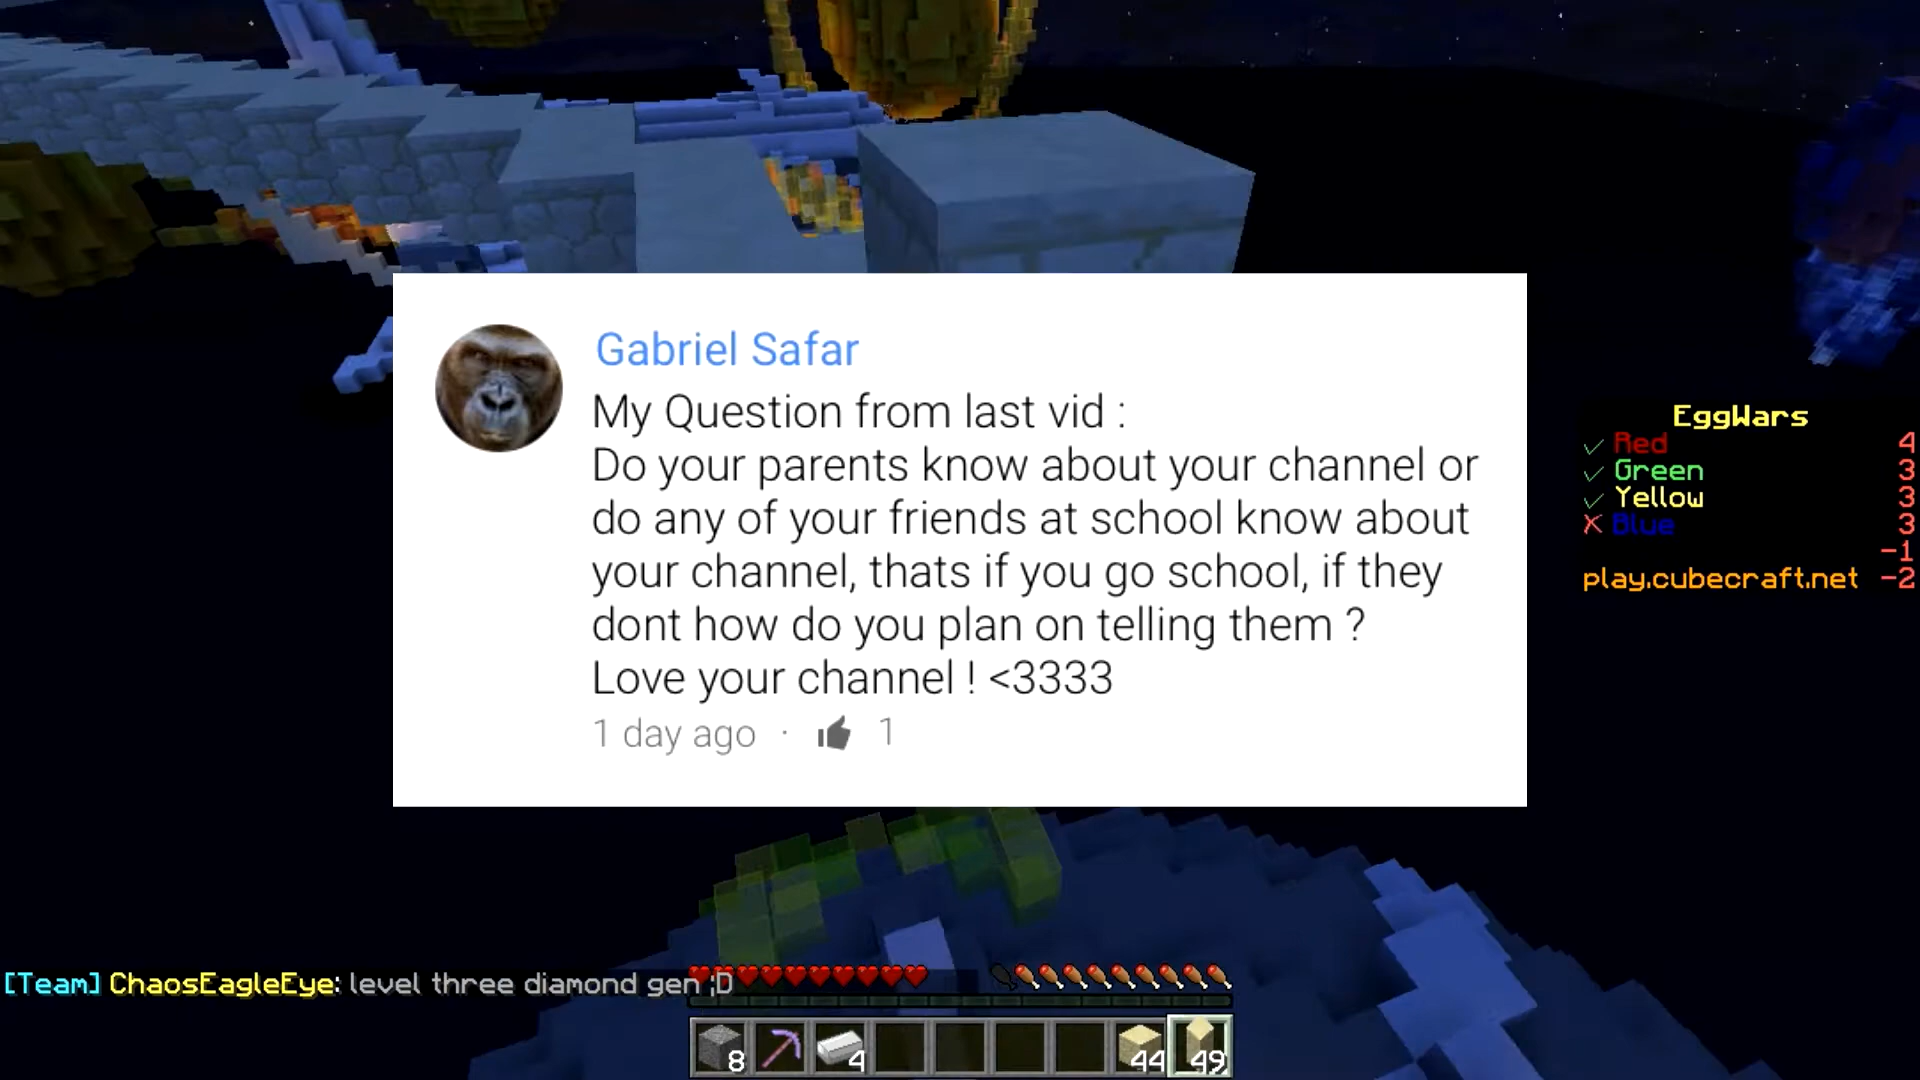 Gabriel Safar
My Question from last vid :
Do your parents know about your channel or
do any of your friends at school know about
your channel, thats if you go school, if they
dont how do you plan on telling them ?
Love your channel ! <3333
1 day ago · 1
EggWars
✓ Red 4
✓ Green 3
✓ Yellow 3
✗ Blue 3
-1
play.cubecraft.net -2
[Team] ChaosEagleEye: level three diamond gen ;D
8 4 44 49